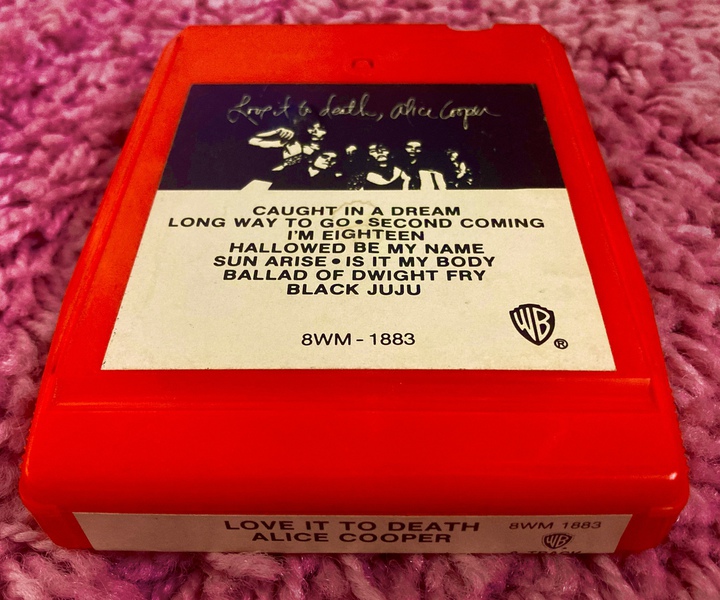 Love it to death, Alice Cooper
CAUGHT IN A DREAM
LONG WAY TO GO • SECOND COMING
I'M EIGHTEEN
HALLOWED BE MY NAME
SUN ARISE • IS IT MY BODY
BALLAD OF DWIGHT FRY
BLACK JUJU
WB
®
8WM-1883
LOVE IT TO DEATH 8WM 1883
ALICE COOPER WB
8-TRACK